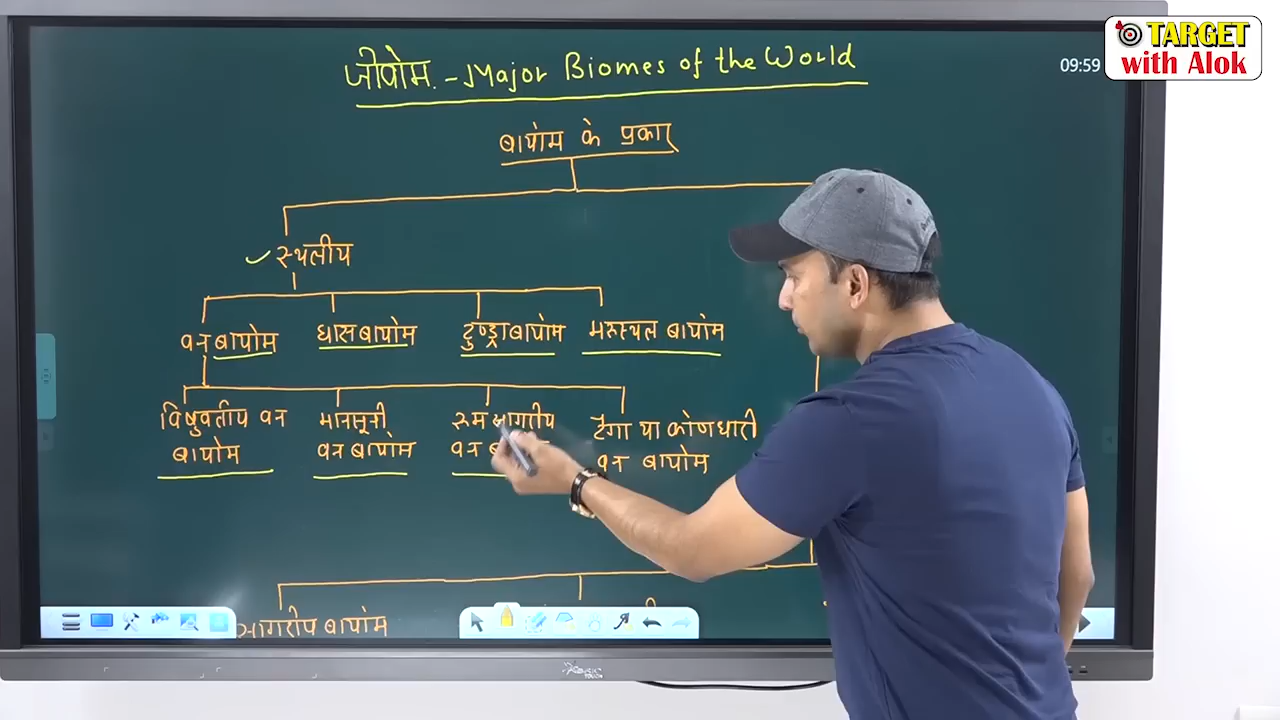 TARGET
with Alok
09:59
जीवोम - Major Biomes of the World
बायोम के प्रकार
स्थलीय
वन बायोम घास बायोम टुण्ड्रा बायोम मरूस्थल बायोम
विषुवतीय वन मानसूनी टैगा या कोणधारी
बायोम वन बायोम वन वन बायोम
सागरीय बायोम